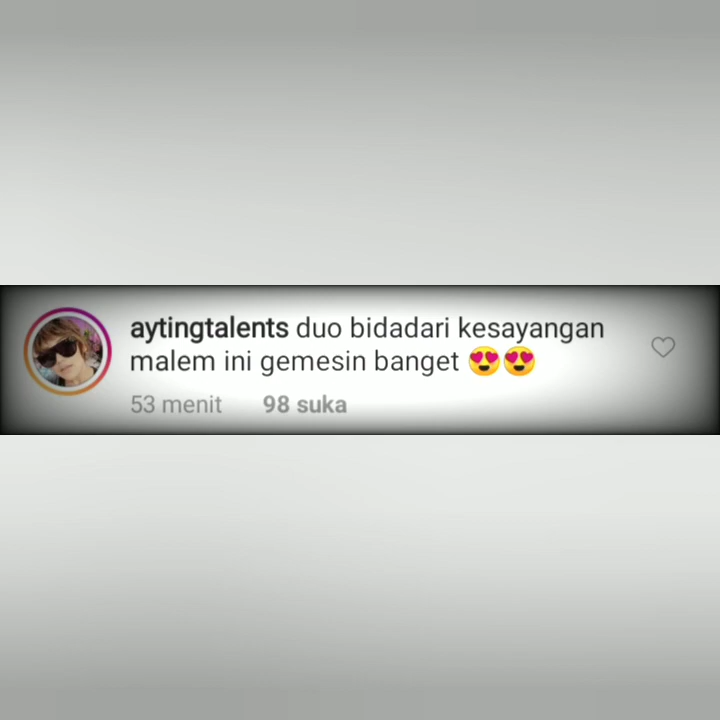 aytingtalents duo bidadari kesayangan
malem ini gemesin banget 😍😍
53 menit 98 suka